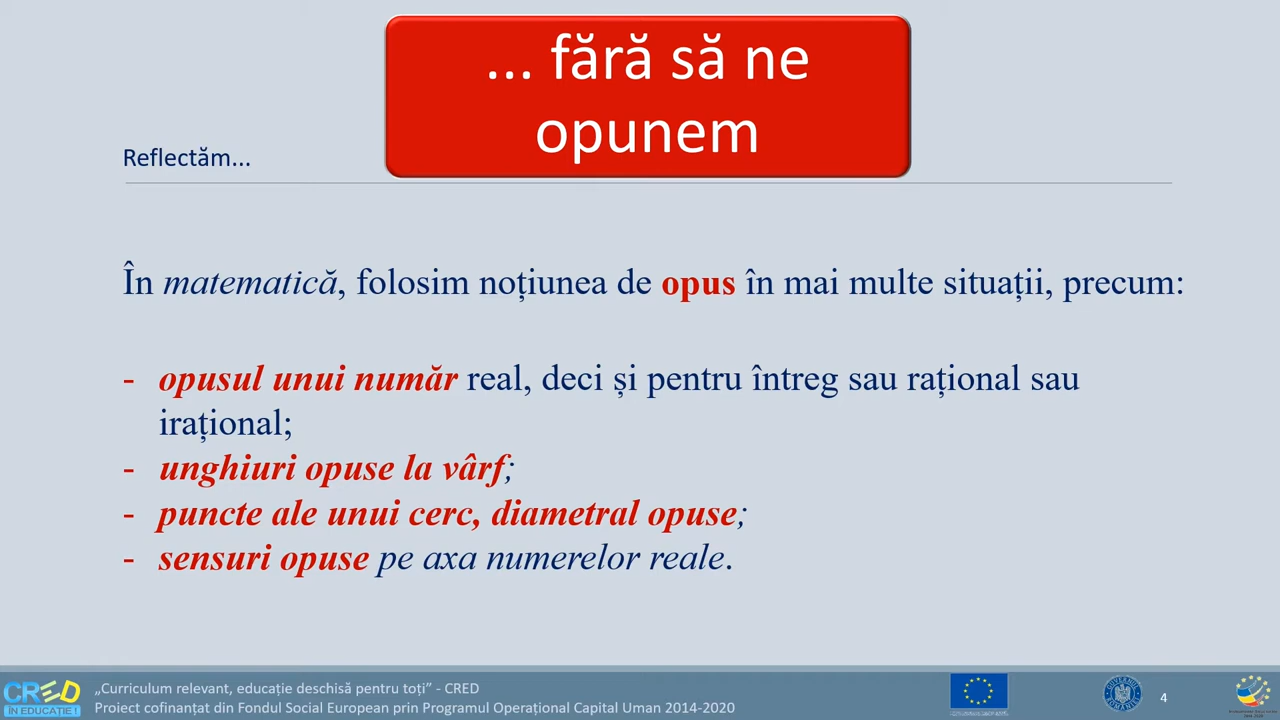 ... fără să ne
opunem
Reflectăm...
În matematică, folosim noțiunea de opus în mai multe situații, precum:
- opusul unui număr real, deci și pentru întreg sau rațional sau
irațional;
- unghiuri opuse la vârf;
- puncte ale unui cerc, diametral opuse;
- sensuri opuse pe axa numerelor reale.
CRED
ÎN EDUCAȚIE !
„Curriculum relevant, educație deschisă pentru toți” - CRED
Proiect cofinanțat din Fondul Social European prin Programul Operațional Capital Uman 2014-2020
4